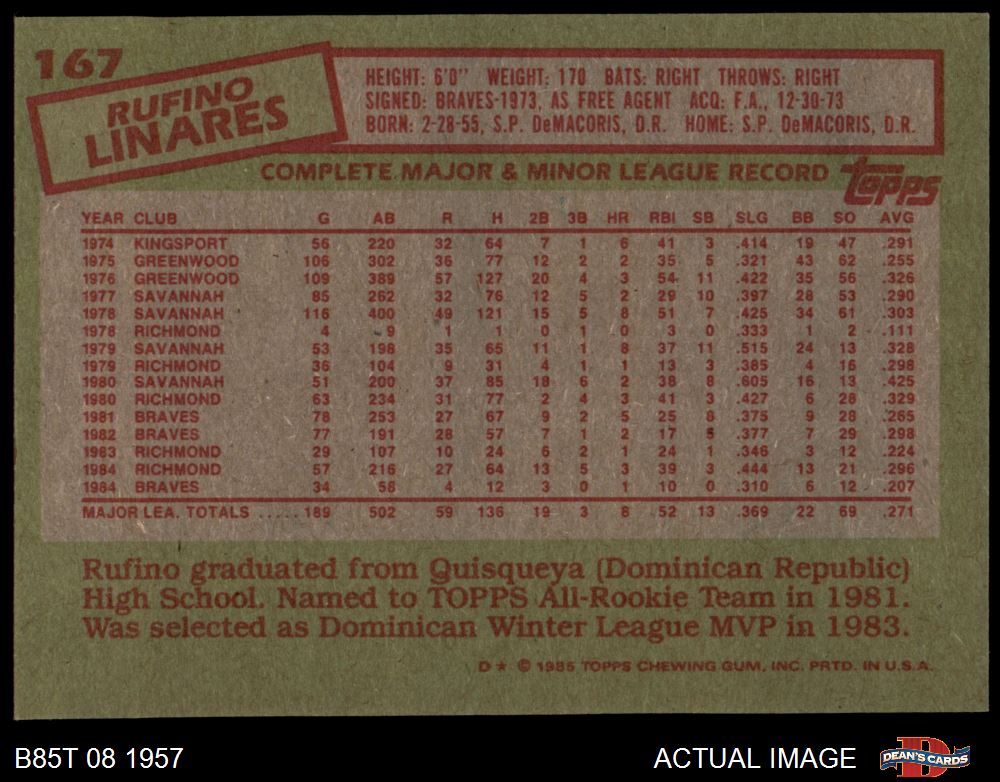 167
RUFINO
LINARES
HEIGHT: 6'0" WEIGHT: 170 BATS: RIGHT THROWS: RIGHT
SIGNED: BRAVES-1973, AS FREE AGENT ACQ: F.A., 12-30-73
BORN: 2-28-55, S.P. DeMACORIS, D.R. HOME: S.P. DeMACORIS, D.R.
COMPLETE MAJOR & MINOR LEAGUE RECORD topps
YEAR CLUB G AB R H 2B 3B HR RBI SB SLG BB SO AVG
1974 KINGSPORT 56 220 32 64 7 1 6 41 3 .414 19 47 .291
1975 GREENWOOD 106 302 36 77 12 2 2 35 5 .321 43 62 .255
1976 GREENWOOD 109 389 57 127 20 4 3 54 11 .422 35 56 .326
1977 SAVANNAH 85 262 32 76 12 5 2 29 10 .397 28 53 .290
1978 SAVANNAH 116 400 49 121 15 5 8 51 7 .425 34 61 .303
1978 RICHMOND 4 9 1 1 0 1 0 3 0 .333 1 2 .111
1979 SAVANNAH 53 198 35 65 11 1 8 37 11 .515 24 13 .328
1979 RICHMOND 36 104 9 31 4 1 1 13 3 .385 4 16 .298
1980 SAVANNAH 51 200 37 85 18 6 2 38 8 .605 16 13 .425
1980 RICHMOND 63 234 31 77 2 4 3 41 3 .427 6 28 .329
1981 BRAVES 78 253 27 67 9 2 5 25 8 .375 9 28 .265
1982 BRAVES 77 191 28 57 7 1 2 17 5 .377 7 29 .298
1983 RICHMOND 29 107 10 24 6 2 1 24 1 .346 3 12 .224
1984 RICHMOND 57 216 27 64 13 5 3 39 3 .444 13 21 .296
1984 BRAVES 34 58 4 12 3 0 1 10 0 .310 6 12 .207
MAJOR LEA. TOTALS ..... 189 502 59 136 19 3 8 52 13 .369 22 69 .271
Rufino graduated from Quisqueya (Dominican Republic)
High School. Named to TOPPS All-Rookie Team in 1981.
Was selected as Dominican Winter League MVP in 1983.
D★ © 1985 TOPPS CHEWING GUM, INC. PRTD. IN U.S.A.
B85T 08 1957 ACTUAL IMAGE DEAN'S CARDS